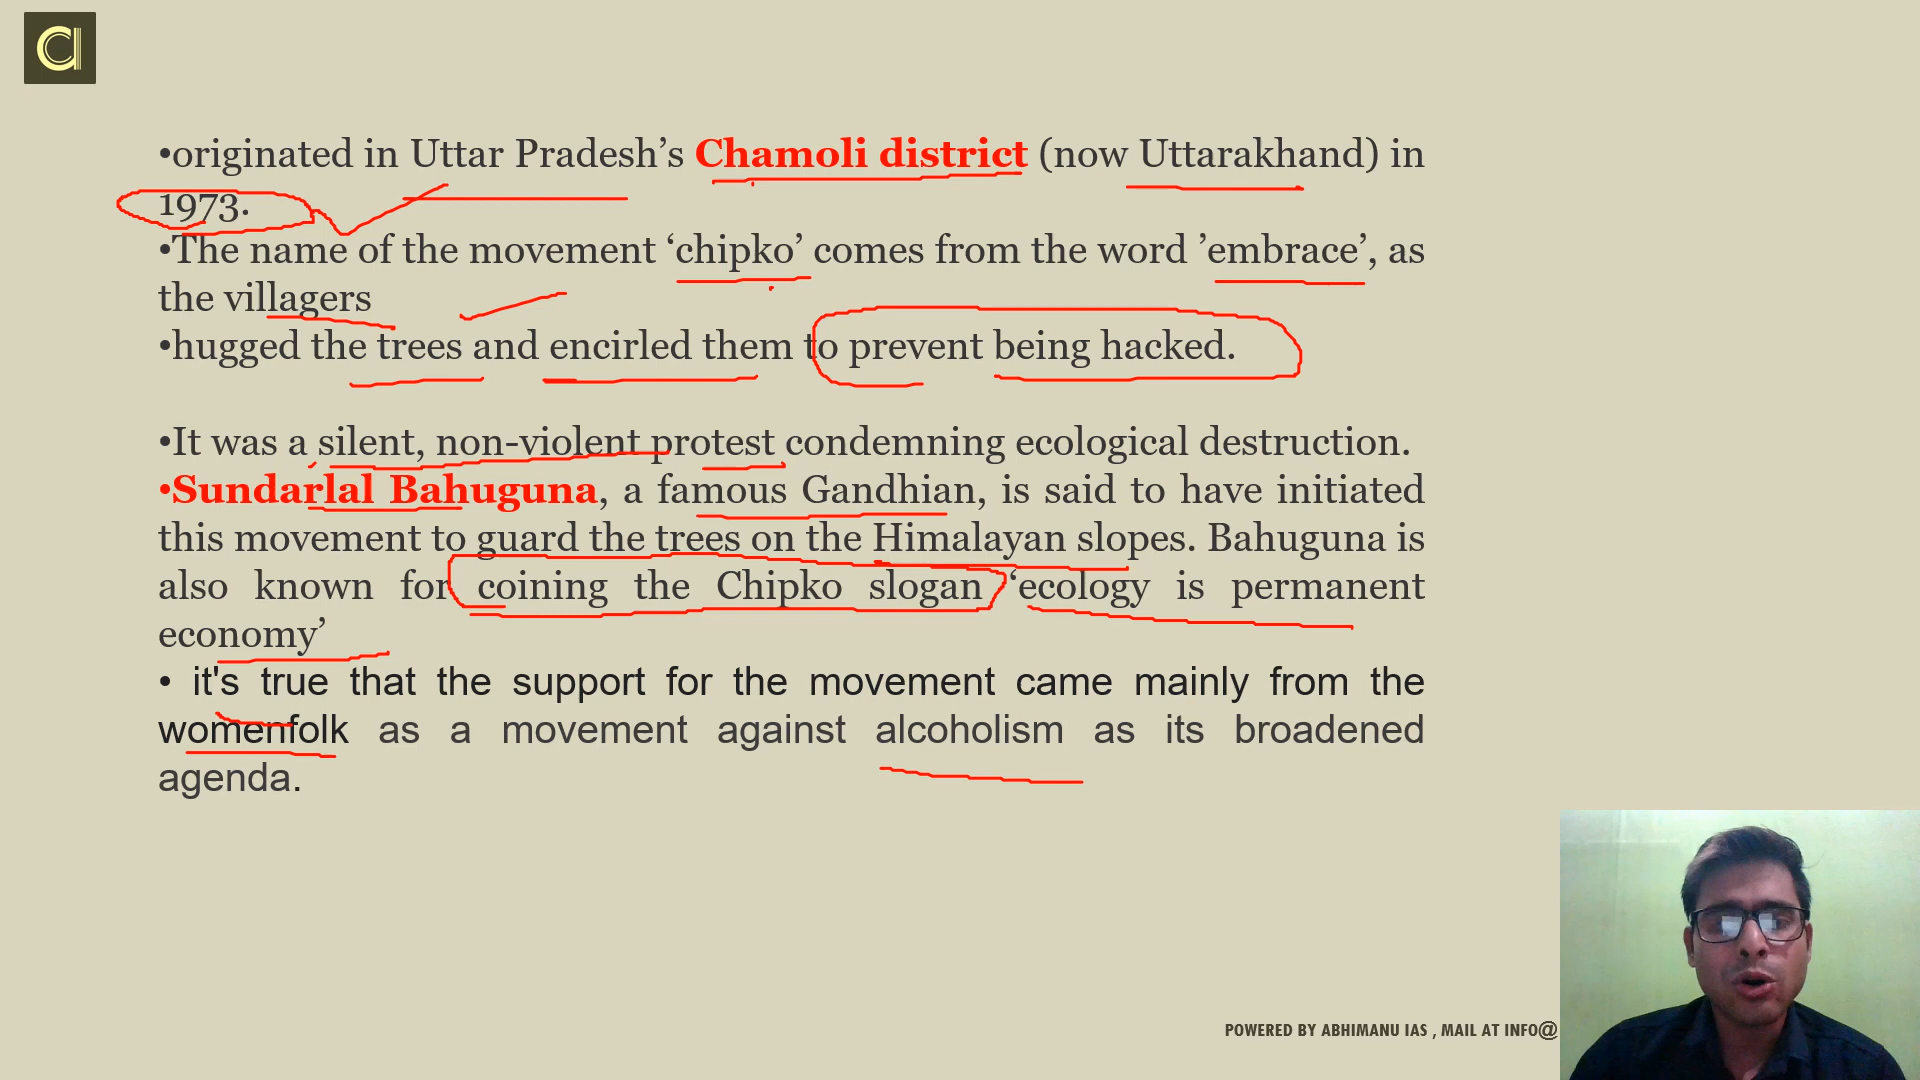 •originated in Uttar Pradesh’s Chamoli district (now Uttarakhand) in
1973.
•The name of the movement ‘chipko’ comes from the word ’embrace’, as
the villagers
•hugged the trees and encirled them to prevent being hacked.
•It was a silent, non-violent protest condemning ecological destruction.
•Sundarlal Bahuguna, a famous Gandhian, is said to have initiated
this movement to guard the trees on the Himalayan slopes. Bahuguna is
also known for coining the Chipko slogan ‘ecology is permanent
economy’
• it's true that the support for the movement came mainly from the
womenfolk as a movement against alcoholism as its broadened
agenda.
POWERED BY ABHIMANU IAS , MAIL AT INFO@